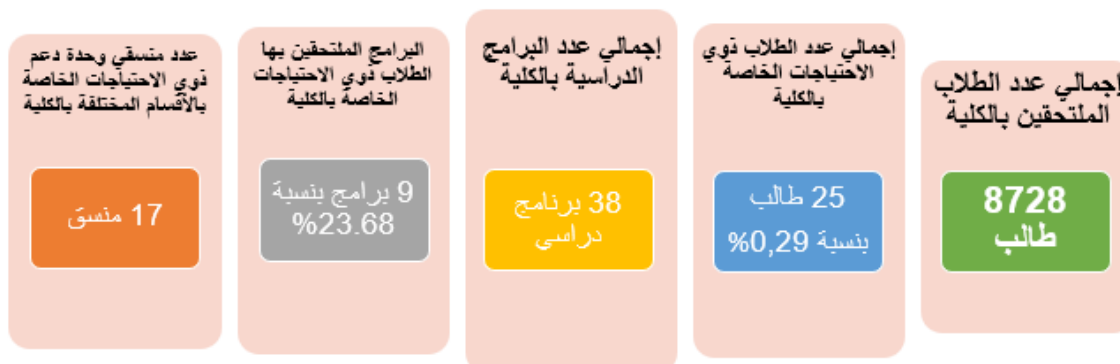 إجمالي عدد الطلاب
الملتحقين بالكلية
8728
طالب
إجمالي عدد الطلاب ذوي
الاحتياجات الخاصة
بالكلية
25 طالب
بنسبة 0,29%
إجمالي عدد البرامج
الدراسية بالكلية
38 برنامج
دراسي
البرامج الملتحقين بها
الطلاب ذوي الاحتياجات
الخاصة بالكلية
9 برامج بنسبة
23.68%
عدد منسقي وحدة دعم
ذوي الاحتياجات الخاصة
بالأقسام المختلفة بالكلية
17 منسق